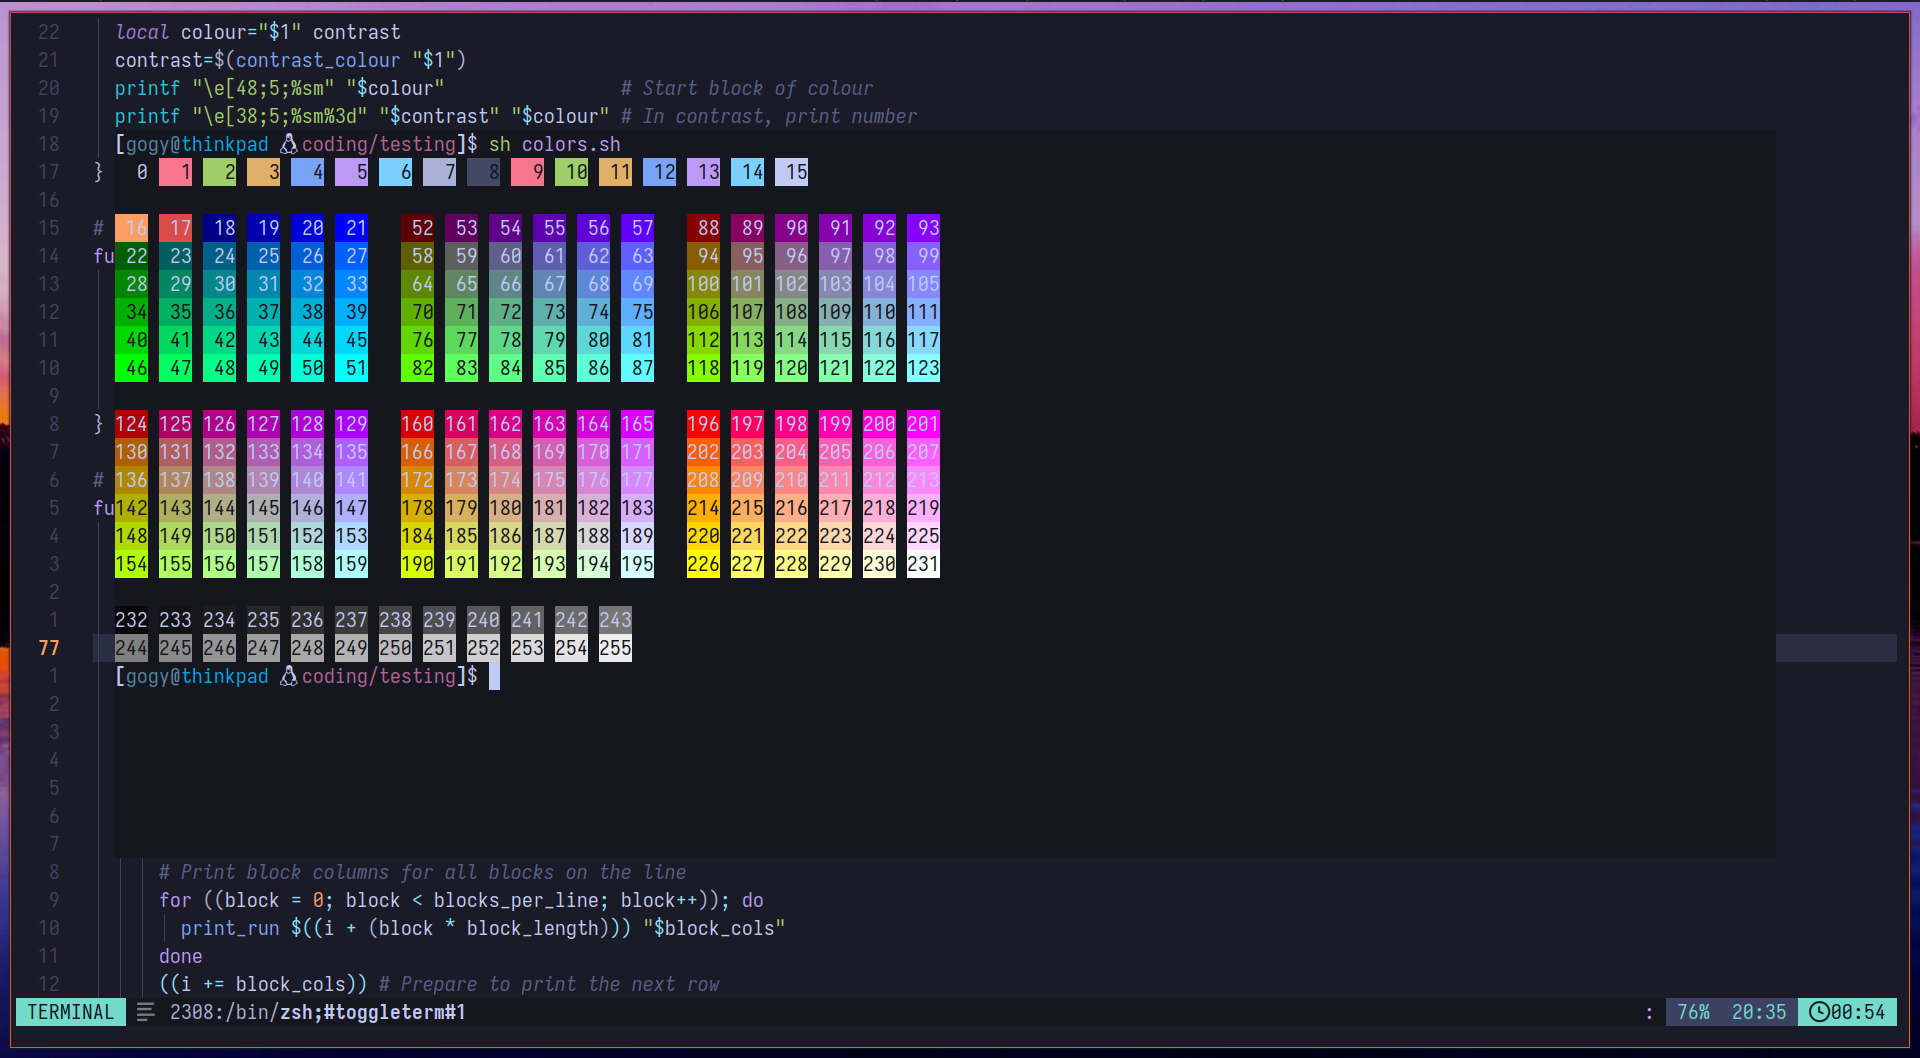 22 local colour="$1" contrast
21 contrast=$(contrast_colour "$1")
20 printf "\e[48;5;%sm" "$colour" # Start block of colour
19 printf "\e[38;5;%sm%3d" "$contrast" "$colour" # In contrast, print number
18 [gogy@thinkpad coding/testing]$ sh colors.sh
17 } 0 1 2 3 4 5 6 7 8 9 10 11 12 13 14 15
16
15 # 16 17 18 19 20 21 52 53 54 55 56 57 88 89 90 91 92 93
14 fu 22 23 24 25 26 27 58 59 60 61 62 63 94 95 96 97 98 99
13 28 29 30 31 32 33 64 65 66 67 68 69 100 101 102 103 104 105
12 34 35 36 37 38 39 70 71 72 73 74 75 106 107 108 109 110 111
11 40 41 42 43 44 45 76 77 78 79 80 81 112 113 114 115 116 117
10 46 47 48 49 50 51 82 83 84 85 86 87 118 119 120 121 122 123
9
8 } 124 125 126 127 128 129 160 161 162 163 164 165 196 197 198 199 200 201
7 130 131 132 133 134 135 166 167 168 169 170 171 202 203 204 205 206 207
6 # 136 137 138 139 140 141 172 173 174 175 176 177 208 209 210 211 212 213
5 fu 142 143 144 145 146 147 178 179 180 181 182 183 214 215 216 217 218 219
4 148 149 150 151 152 153 184 185 186 187 188 189 220 221 222 223 224 225
3 154 155 156 157 158 159 190 191 192 193 194 195 226 227 228 229 230 231
2
1 232 233 234 235 236 237 238 239 240 241 242 243
77 244 245 246 247 248 249 250 251 252 253 254 255
1 [gogy@thinkpad coding/testing]$
2
3
4
5
6
7
8 # Print block columns for all blocks on the line
9 for ((block = 0; block < blocks_per_line; block++)); do
10 print_run $((i + (block * block_length))) "$block_cols"
11 done
12 ((i += block_cols)) # Prepare to print the next row
TERMINAL 2308:/bin/zsh;#toggleterm#1 : 76% 20:35 00:54